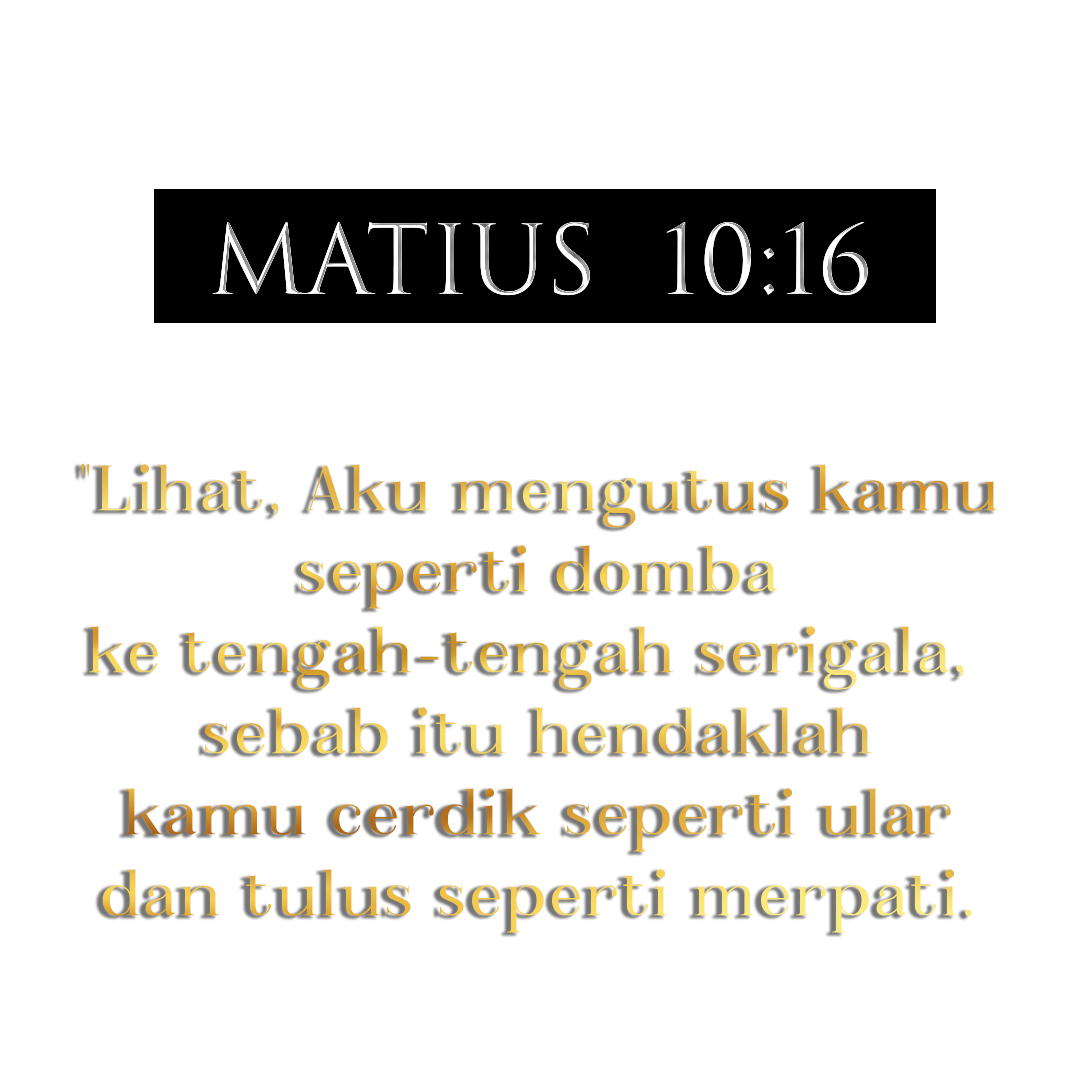 MATIUS 10:16
"Lihat, Aku mengutus kamu
seperti domba
ke tengah-tengah serigala,
sebab itu hendaklah
kamu cerdik seperti ular
dan tulus seperti merpati.